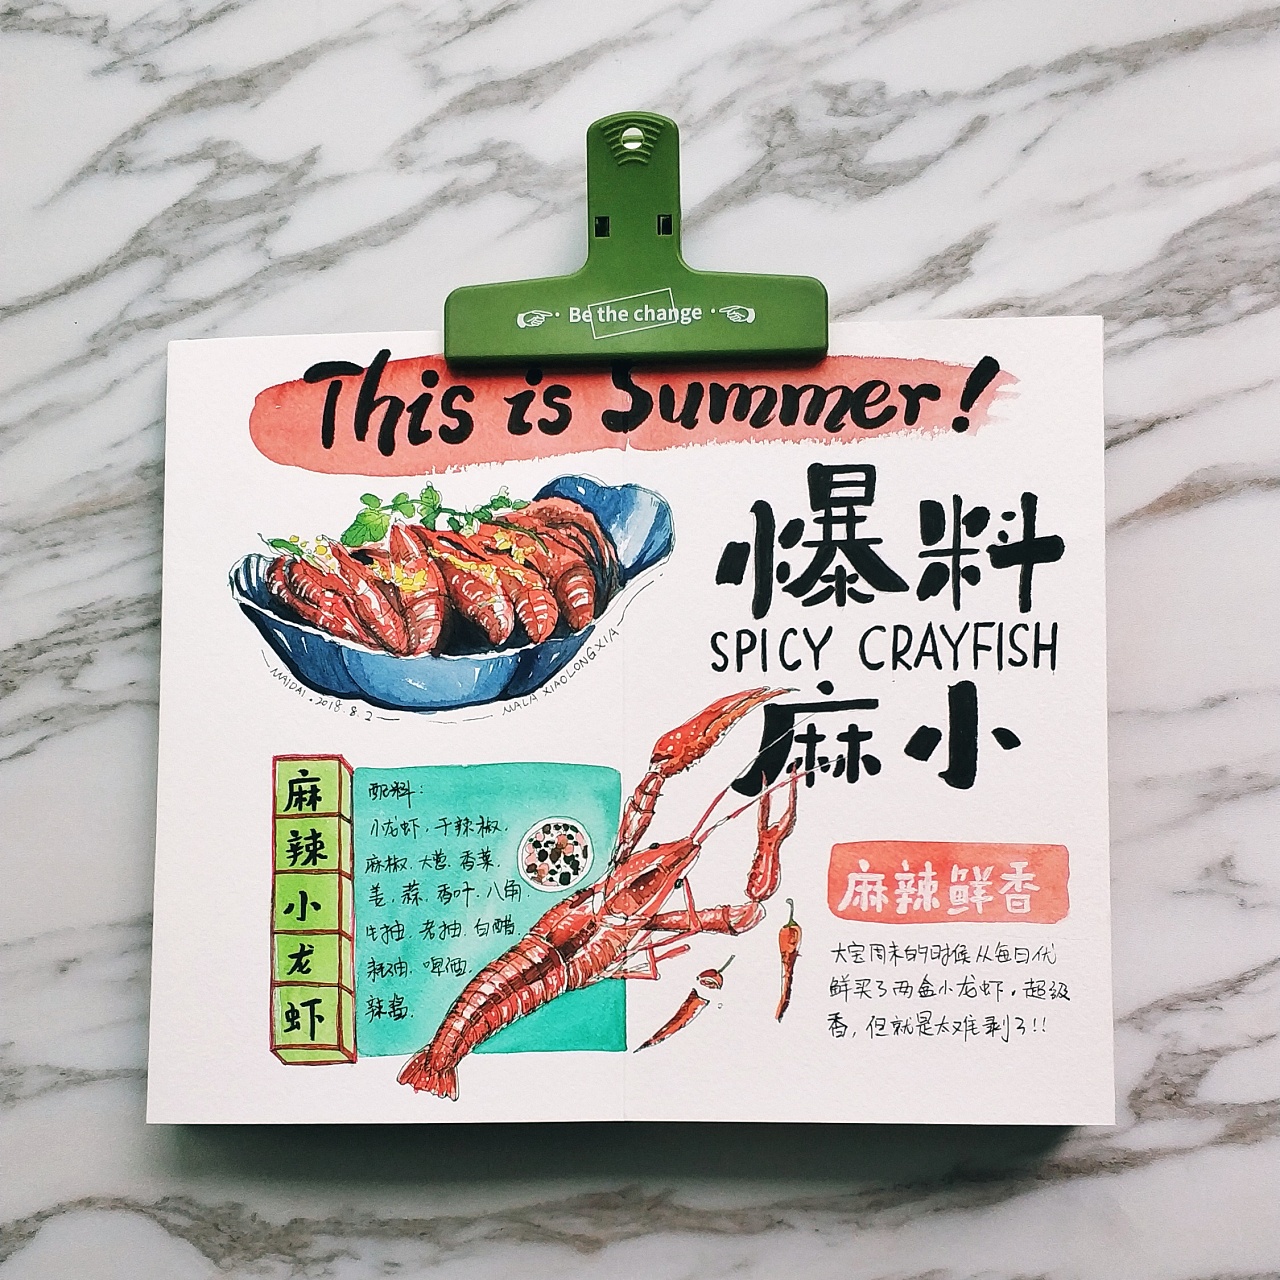 Be the change
This is Summer!
爆料
SPICY CRAYFISH
麻小
MAIDAI · 2018.8.2
MALA XIAOLONGXIA
麻辣小龙虾
配料：
小龙虾．干辣椒．
麻椒．大葱．香菜．
姜．蒜．香叶．八角．
生抽．老抽．白醋．
耗油．啤酒．
辣酱．
麻辣鲜香
大宝周末的时候从每日优
鲜买了两盒小龙虾．超级
香，但就是太难剥了!!